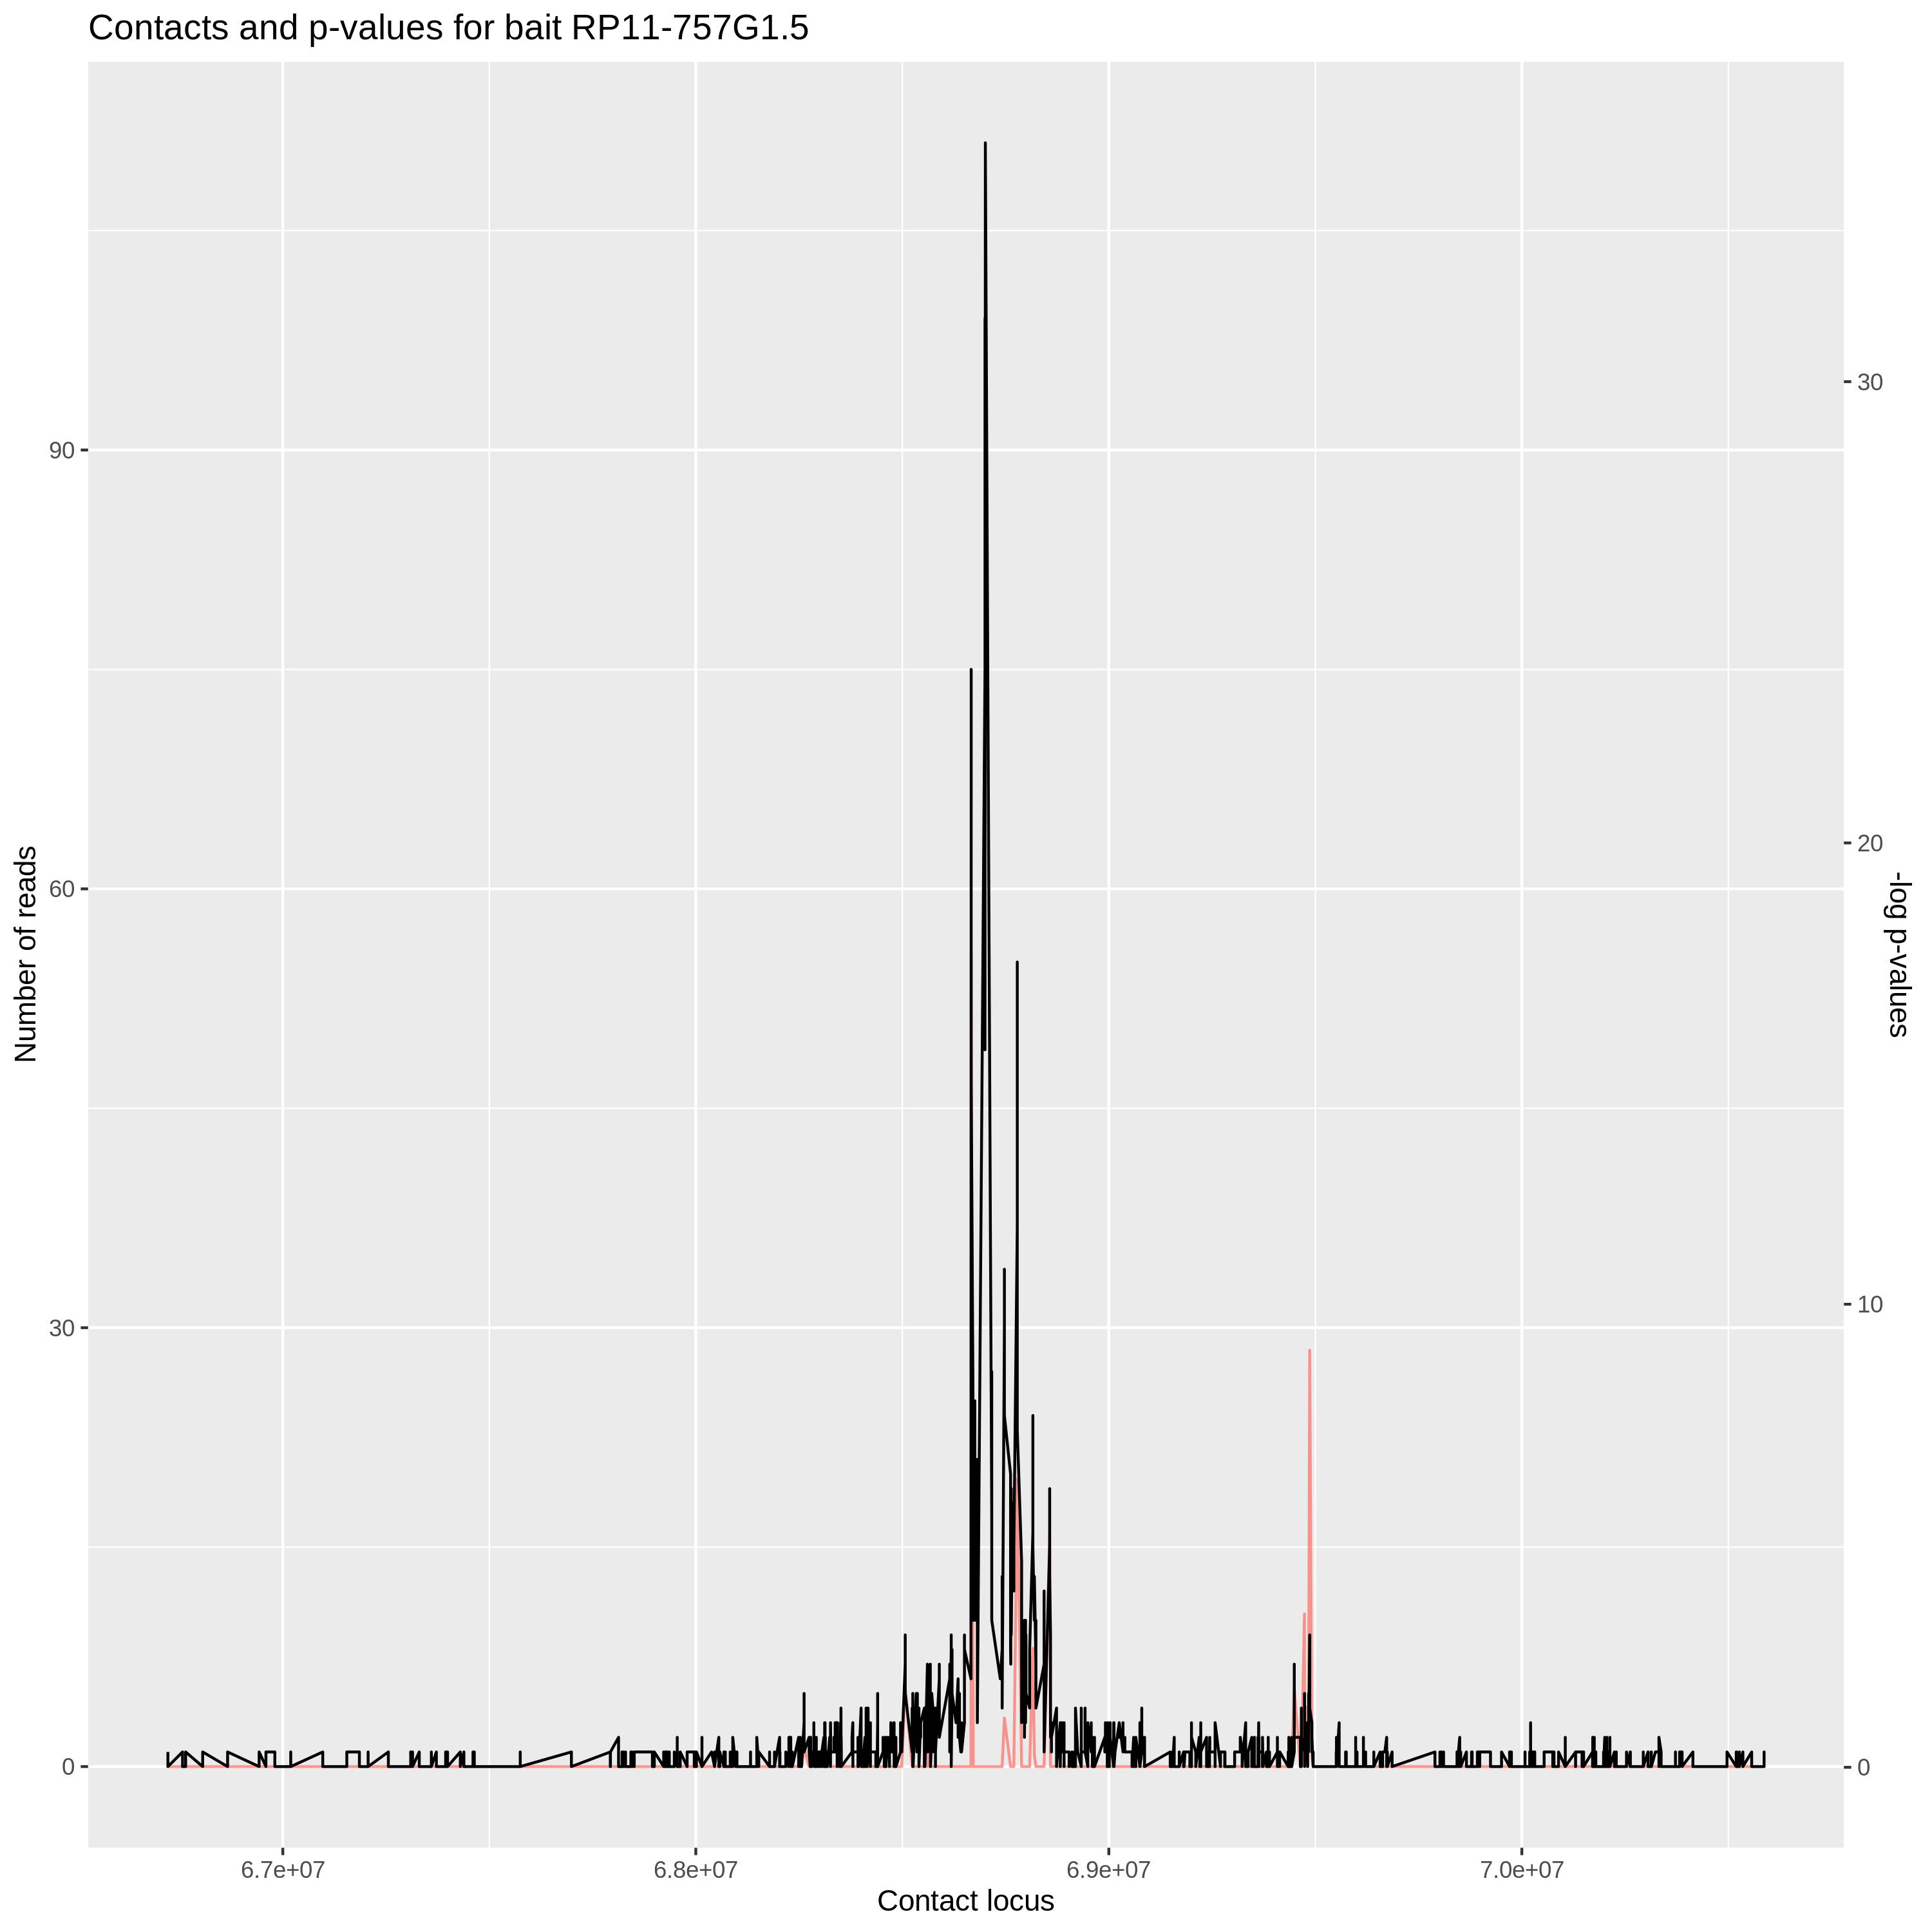 Contacts and p-values for bait RP11-757G1.5
90
60
30
0
30
20
10
0
Number of reads
-log p-values
6.7e+07 6.8e+07 6.9e+07 7.0e+07
Contact locus